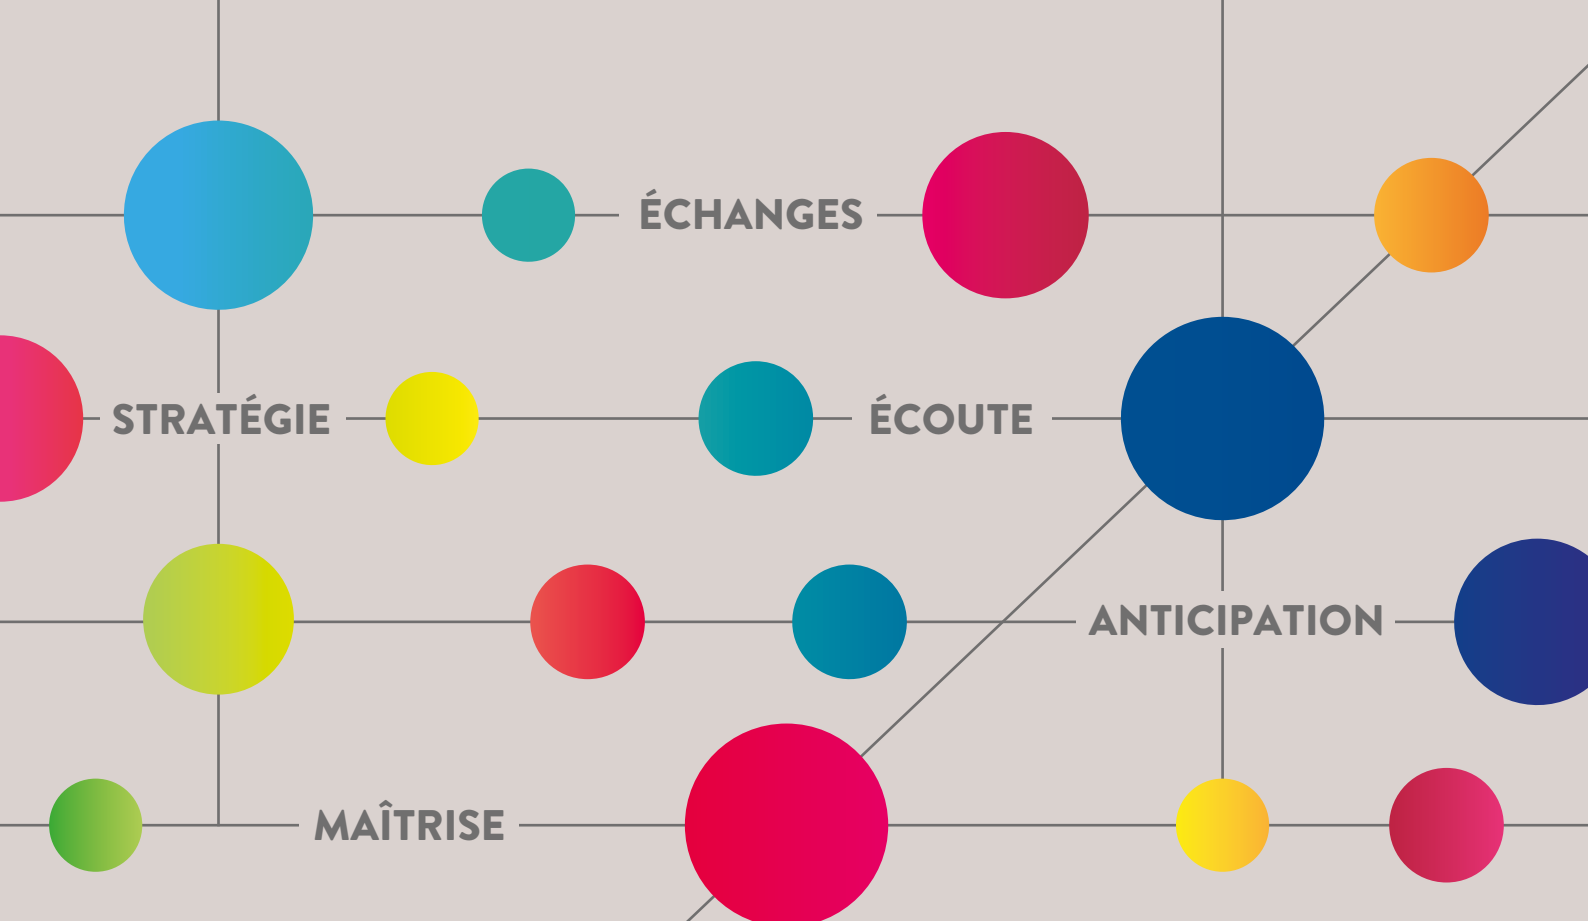 ÉCHANGES
STRATÉGIE
ÉCOUTE
ANTICIPATION
MAÎTRISE